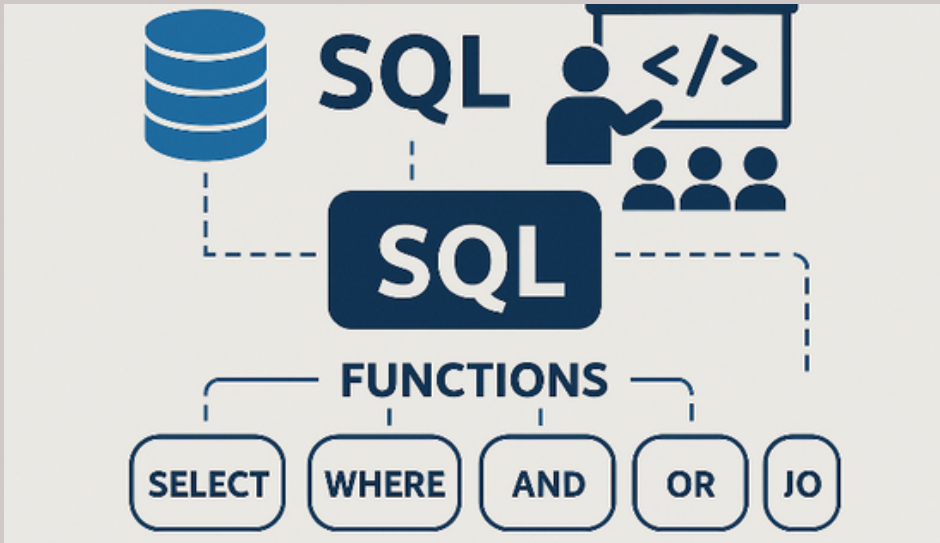 SQL
</>
SQL
FUNCTIONS
SELECT WHERE AND OR JO